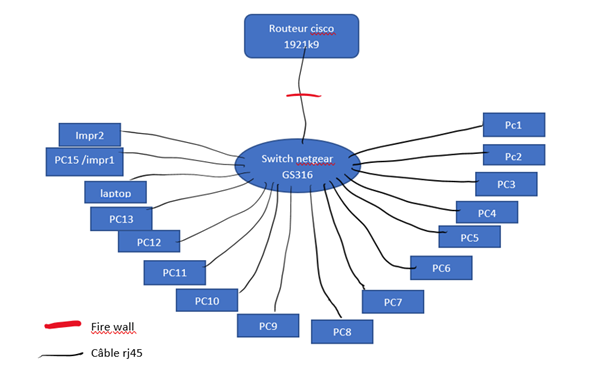 Routeur cisco
1921k9
Impr2
PC15 /impr1
laptop
PC13
PC12
PC11
PC10
PC9
Switch netgear
GS316
Pc1
Pc2
PC3
PC4
PC5
PC6
PC7
PC8
Fire wall
Câble rj45